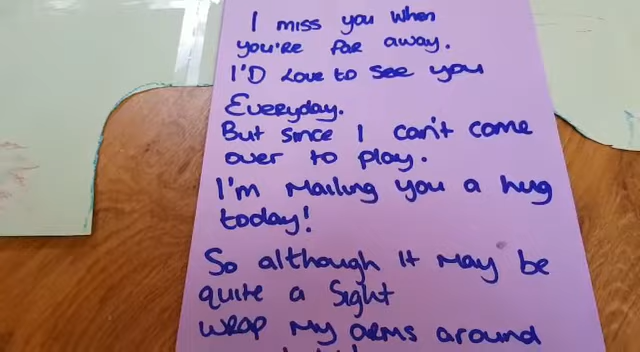 I miss you when
you're far away.
I'D Love to see you
Everyday.
But since I can't come
over to play.
I'm Mailing you a hug
today!
So although It May be
quite a Sight
wrap My arms around